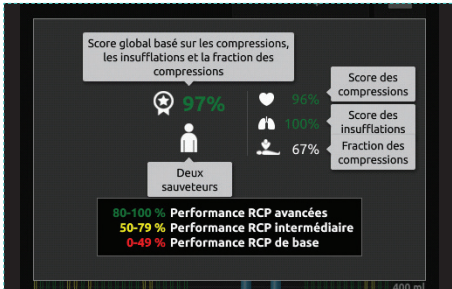 Score global basé sur les compressions,
les insufflations et la fraction des
compressions
97%
Deux
sauveteurs
96%
Score des
compressions
100%
Score des
insufflations
67%
Fraction des
compressions
80-100 % Performance RCP avancées
50-79 % Performance RCP intermédiaire
0-49 % Performance RCP de base
400 ml